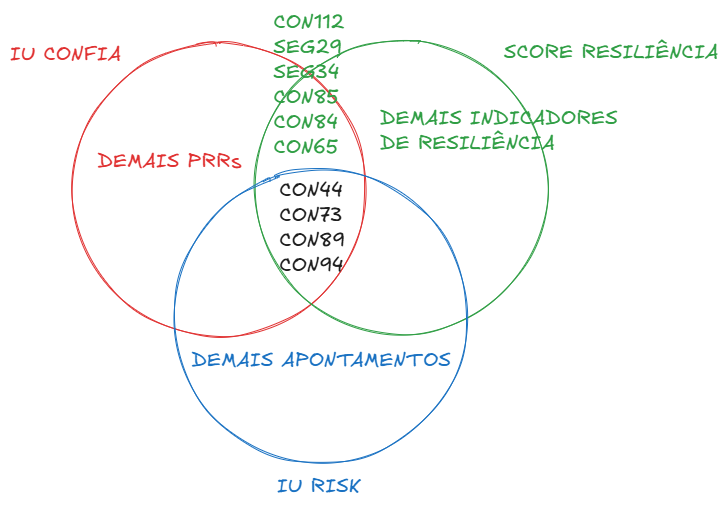 CON112
SEG29
SEG34
CON85
CON84
CON65
IU CONFIA
SCORE RESILIÊNCIA
DEMAIS INDICADORES
DE RESILIÊNCIA
DEMAIS PRRs
CON44
CON73
CON89
CON94
DEMAIS APONTAMENTOS
IU RISK